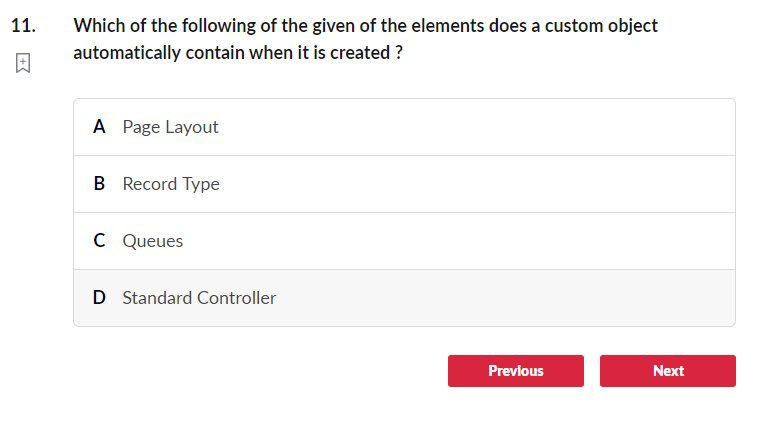 11. Which of the following of the given of the elements does a custom object
automatically contain when it is created ?
A Page Layout
B Record Type
C Queues
D Standard Controller
Previous Next